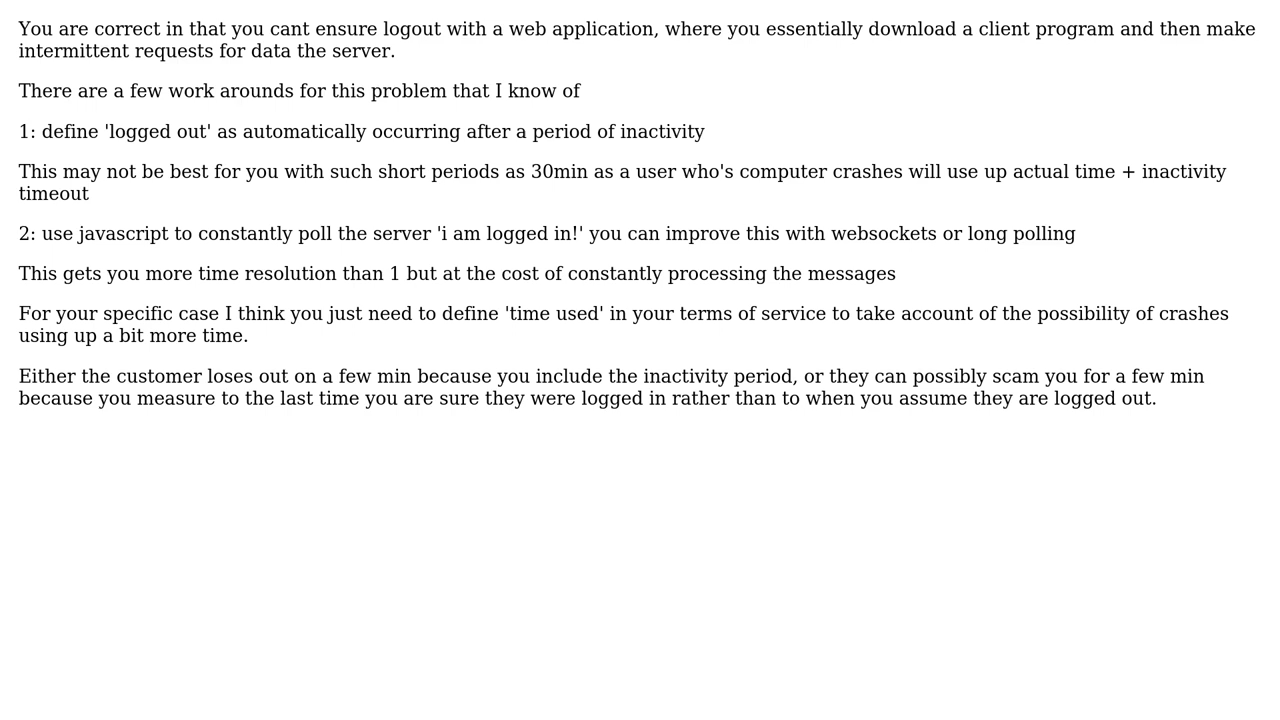 You are correct in that you cant ensure logout with a web application, where you essentially download a client program and then make
intermittent requests for data the server.
There are a few work arounds for this problem that I know of
1: define 'logged out' as automatically occurring after a period of inactivity
This may not be best for you with such short periods as 30min as a user who's computer crashes will use up actual time + inactivity
timeout
2: use javascript to constantly poll the server 'i am logged in!' you can improve this with websockets or long polling
This gets you more time resolution than 1 but at the cost of constantly processing the messages
For your specific case I think you just need to define 'time used' in your terms of service to take account of the possibility of crashes
using up a bit more time.
Either the customer loses out on a few min because you include the inactivity period, or they can possibly scam you for a few min
because you measure to the last time you are sure they were logged in rather than to when you assume they are logged out.